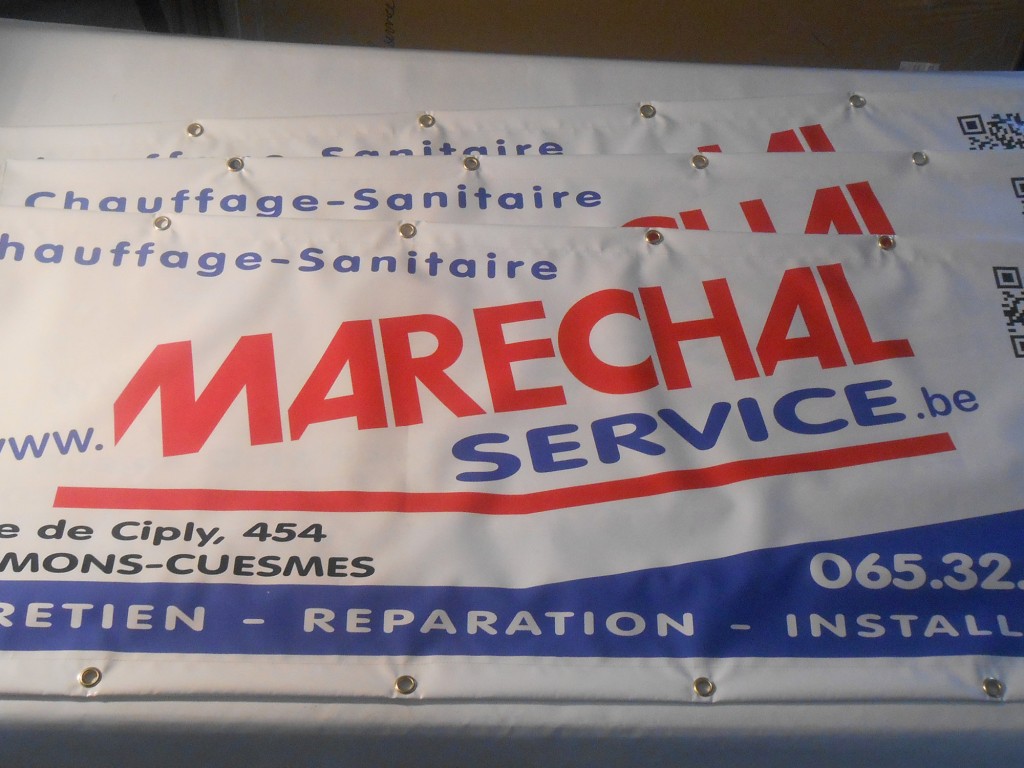 Sanitaire
Chauffage-Sanitaire
hauffage-Sanitaire
www.
MARECHAL
SERVICE.be
e de Ciply, 454
MONS-CUESMES
065.32.
RETIEN - REPARATION - INSTALL